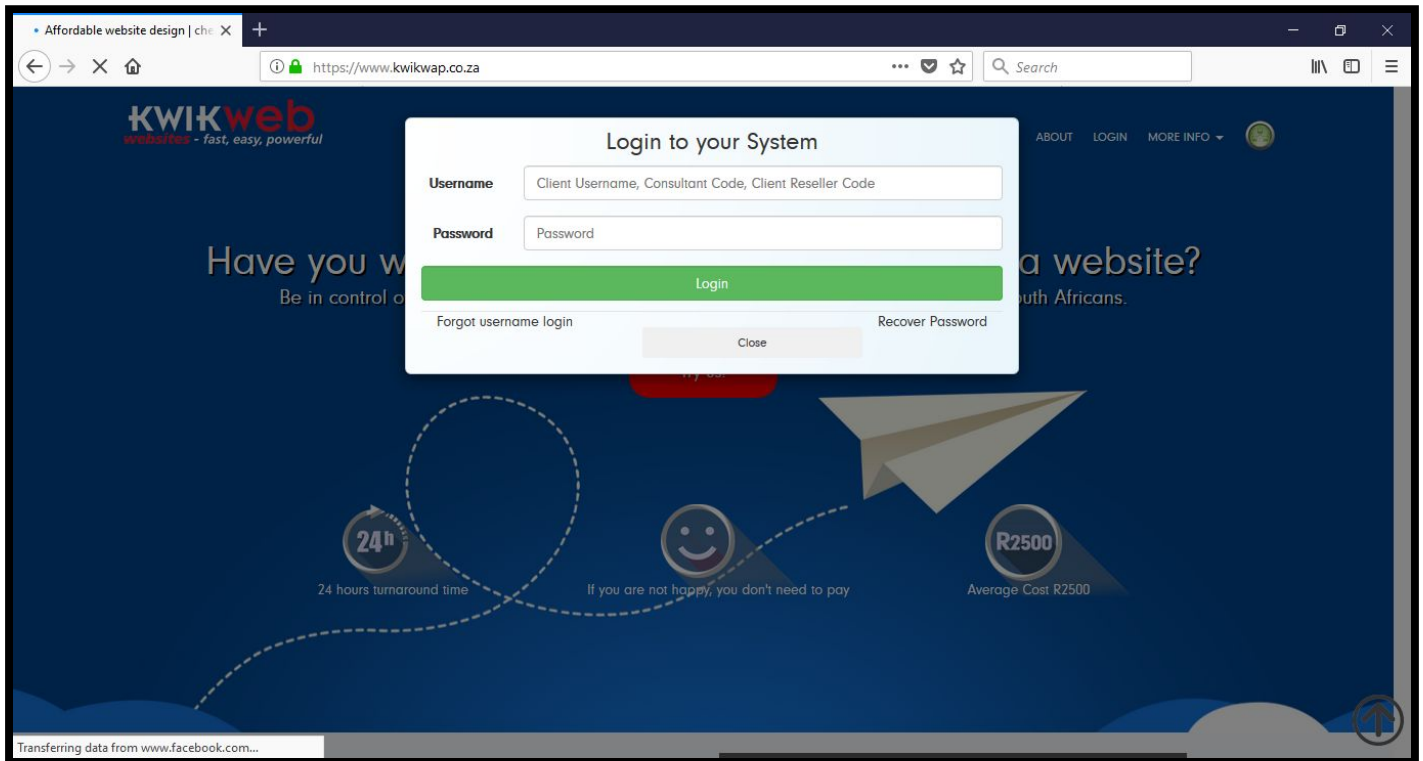 Affordable website design | che
https://www.kwikwap.co.za
Search
KWIKweb
websites - fast, easy, powerful
ABOUT LOGIN MORE INFO
Login to your System
Username Client Username, Consultant Code, Client Reseller Code
Password Password
Have you w a website?
Login
Be in control o outh Africans.
Forgot username login Recover Password
Close
24h
R2500
24 hours turnaround time If you are not happy, you don't need to pay Average Cost R2500
Transferring data from www.facebook.com...